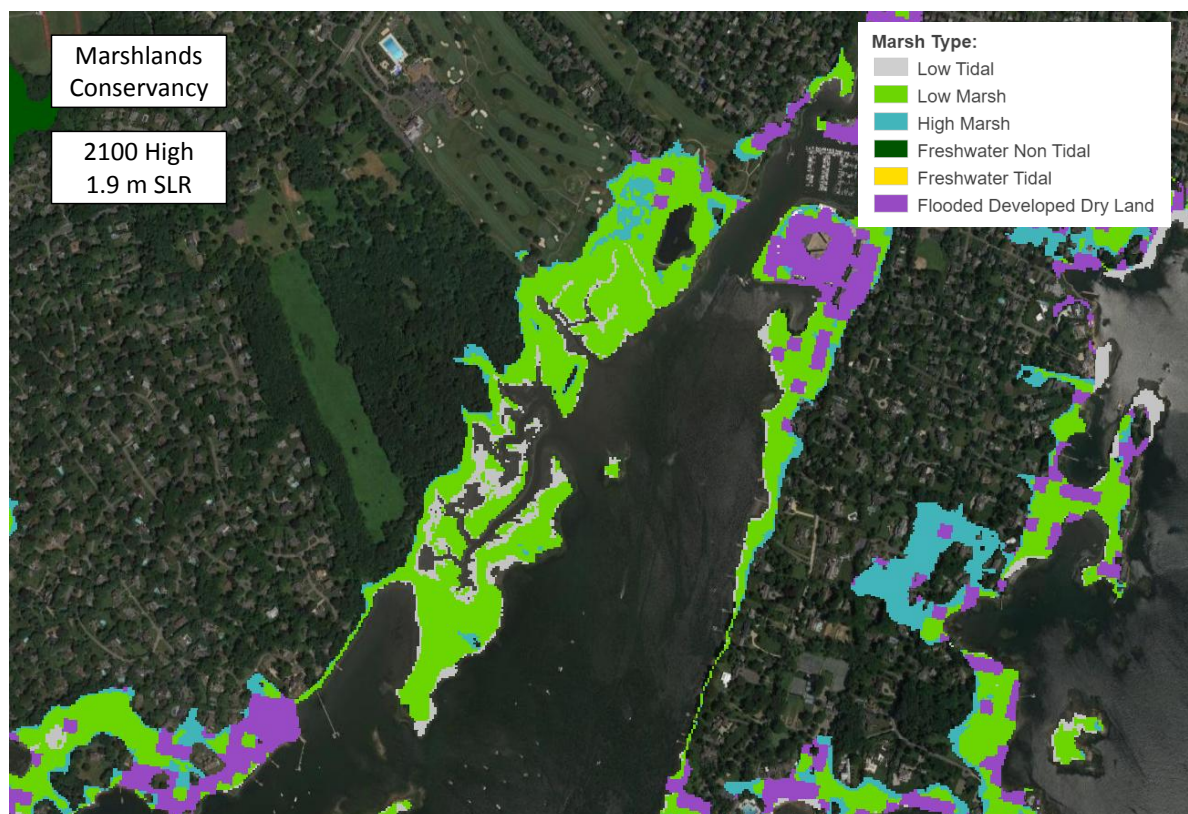 Marshlands
Conservancy
2100 High
1.9 m SLR
Marsh Type:
Low Tidal
Low Marsh
High Marsh
Freshwater Non Tidal
Freshwater Tidal
Flooded Developed Dry Land